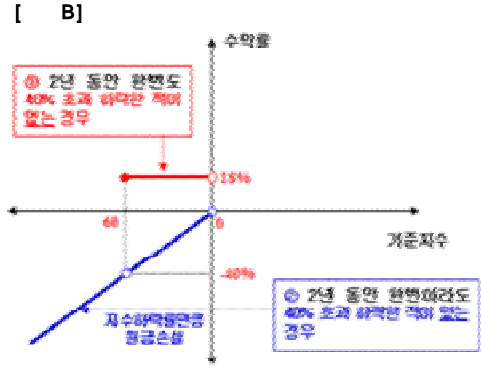 [ B]
수익률
① 2년 동안 한번도
40% 초과 하락한 적이
없는 경우
25%
60
0
기준지수
-40%
② 2년 동안 한번이라도
40% 초과 하락한 적이 있는
경우
지수하락률만큼
원금손실